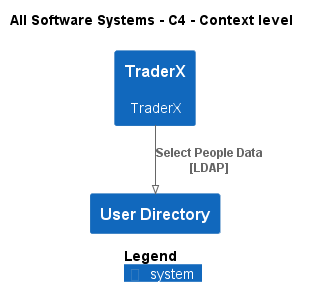 All Software Systems - C4 - Context level
TraderX
TraderX
Select People Data
[LDAP]
User Directory
Legend
system